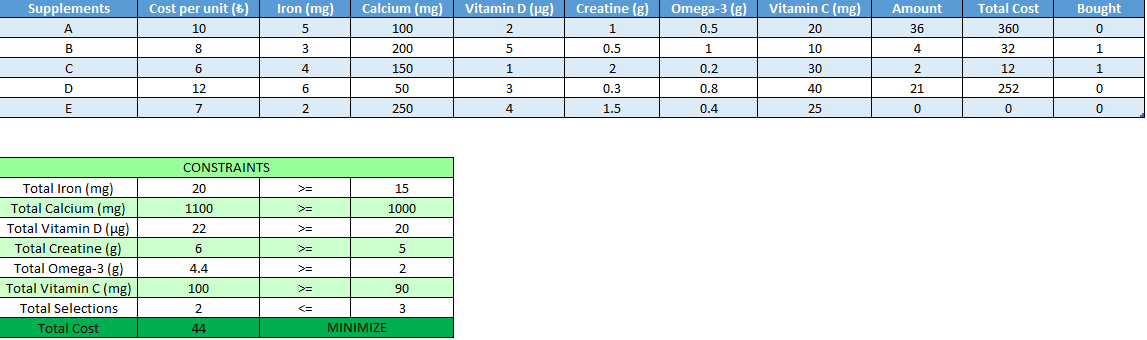 Supplements Cost per unit (₺) Iron (mg) Calcium (mg) Vitamin D (µg) Creatine (g) Omega-3 (g) Vitamin C (mg) Amount Total Cost Bought
A 10 5 100 2 1 0.5 20 36 360 0
B 8 3 200 5 0.5 1 10 4 32 1
C 6 4 150 1 2 0.2 30 2 12 1
D 12 6 50 3 0.3 0.8 40 21 252 0
E 7 2 250 4 1.5 0.4 25 0 0 0
CONSTRAINTS
Total Iron (mg) 20 >= 15
Total Calcium (mg) 1100 >= 1000
Total Vitamin D (µg) 22 >= 20
Total Creatine (g) 6 >= 5
Total Omega-3 (g) 4.4 >= 2
Total Vitamin C (mg) 100 >= 90
Total Selections 2 <= 3
Total Cost 44 MINIMIZE